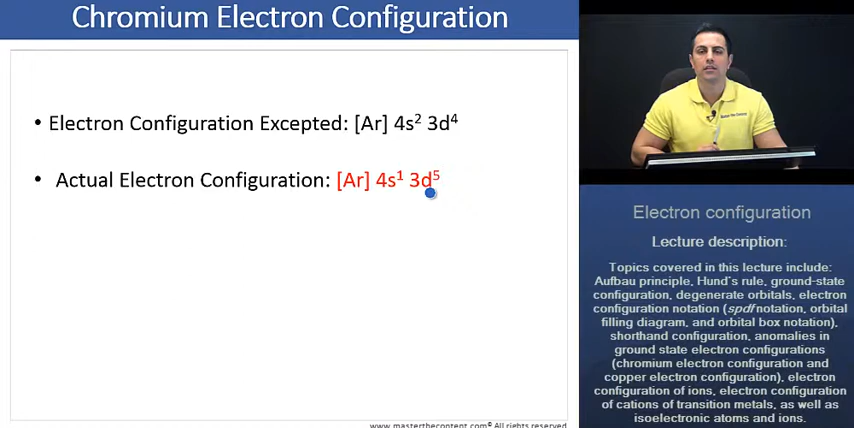 Chromium Electron Configuration
• Electron Configuration Excepted: [Ar] 4s² 3d⁴
• Actual Electron Configuration: [Ar] 4s¹ 3d⁵
www.masterthecontent.com© All rights reserved
Electron configuration
Lecture description:
Topics covered in this lecture include:
Aufbau principle, Hund's rule, ground-state
configuration, degenerate orbitals, electron
configuration notation (spdf notation, orbital
filling diagram, and orbital box notation),
shorthand configuration, anomalies in
ground state electron configurations
(chromium electron configuration and
copper electron configuration), electron
configuration of ions, electron configuration
of cations of transition metals, as well as
isoelectronic atoms and ions.